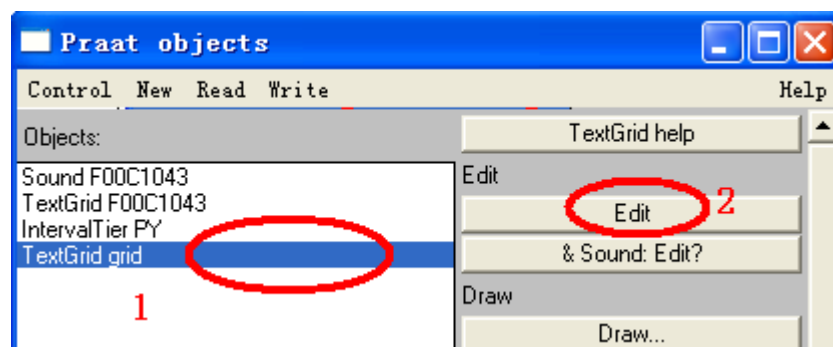 Praat objects
Control New Read Write Help
Objects:
Sound F00C1043
TextGrid F00C1043
IntervalTier PY
TextGrid grid
1
TextGrid help
Edit
Edit
2
& Sound: Edit?
Draw
Draw...